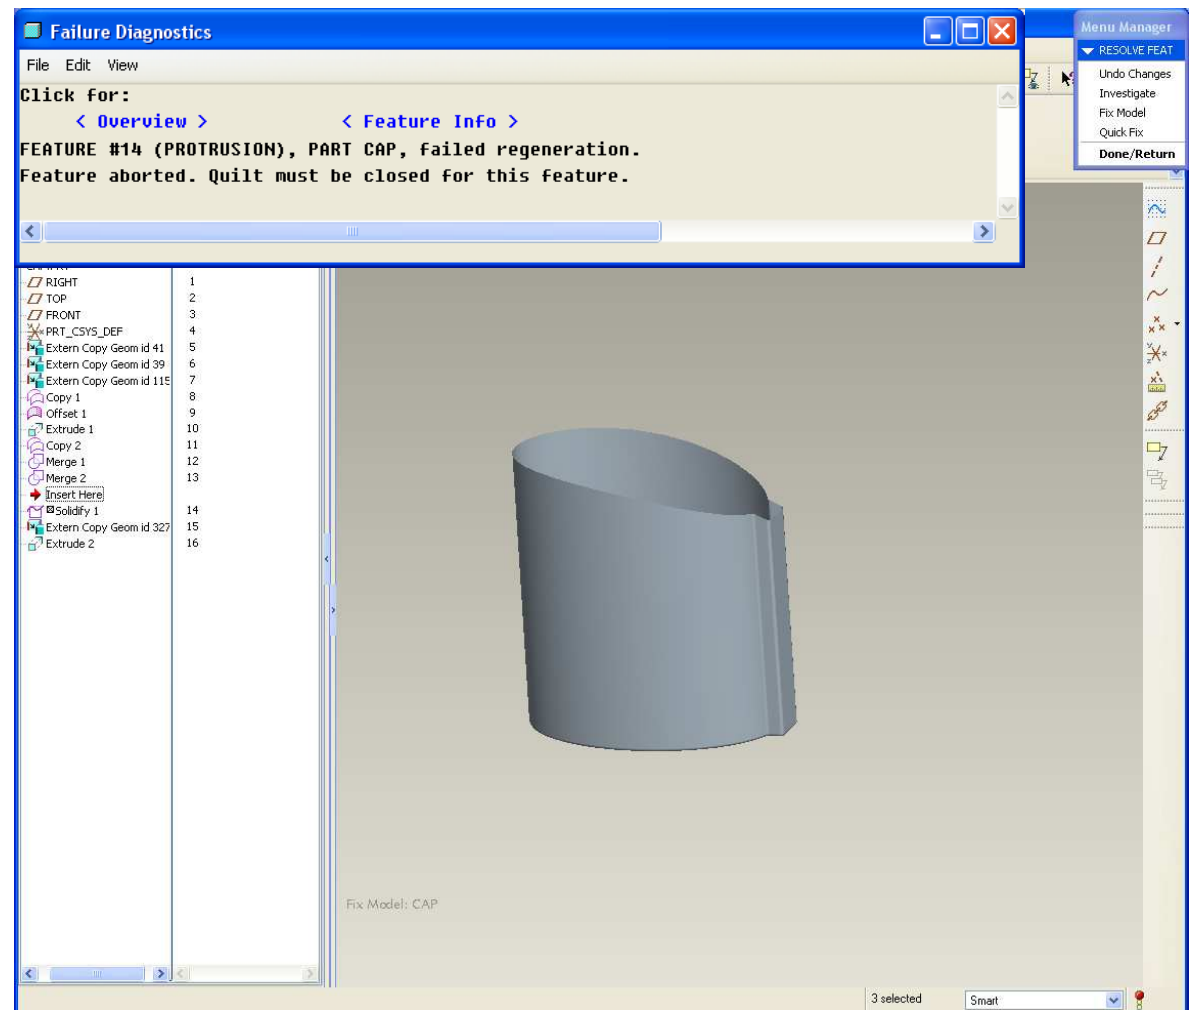 Failure Diagnostics
Menu Manager
RESOLVE FEAT
File Edit View
Undo Changes
Investigate
Fix Model
Quick Fix
Done/Return
Click for:
< Overview > < Feature Info >
FEATURE #14 (PROTRUSION), PART CAP, failed regeneration.
Feature aborted. Quilt must be closed for this feature.
RIGHT 1
TOP 2
FRONT 3
PRT_CSYS_DEF 4
Extern Copy Geom id 41 5
Extern Copy Geom id 39 6
Extern Copy Geom id 115 7
Copy 1 8
Offset 1 9
Extrude 1 10
Copy 2 11
Merge 1 12
Merge 2 13
Insert Here
Solidify 1 14
Extern Copy Geom id 327 15
Extrude 2 16
Fix Model: CAP
3 selected
Smart